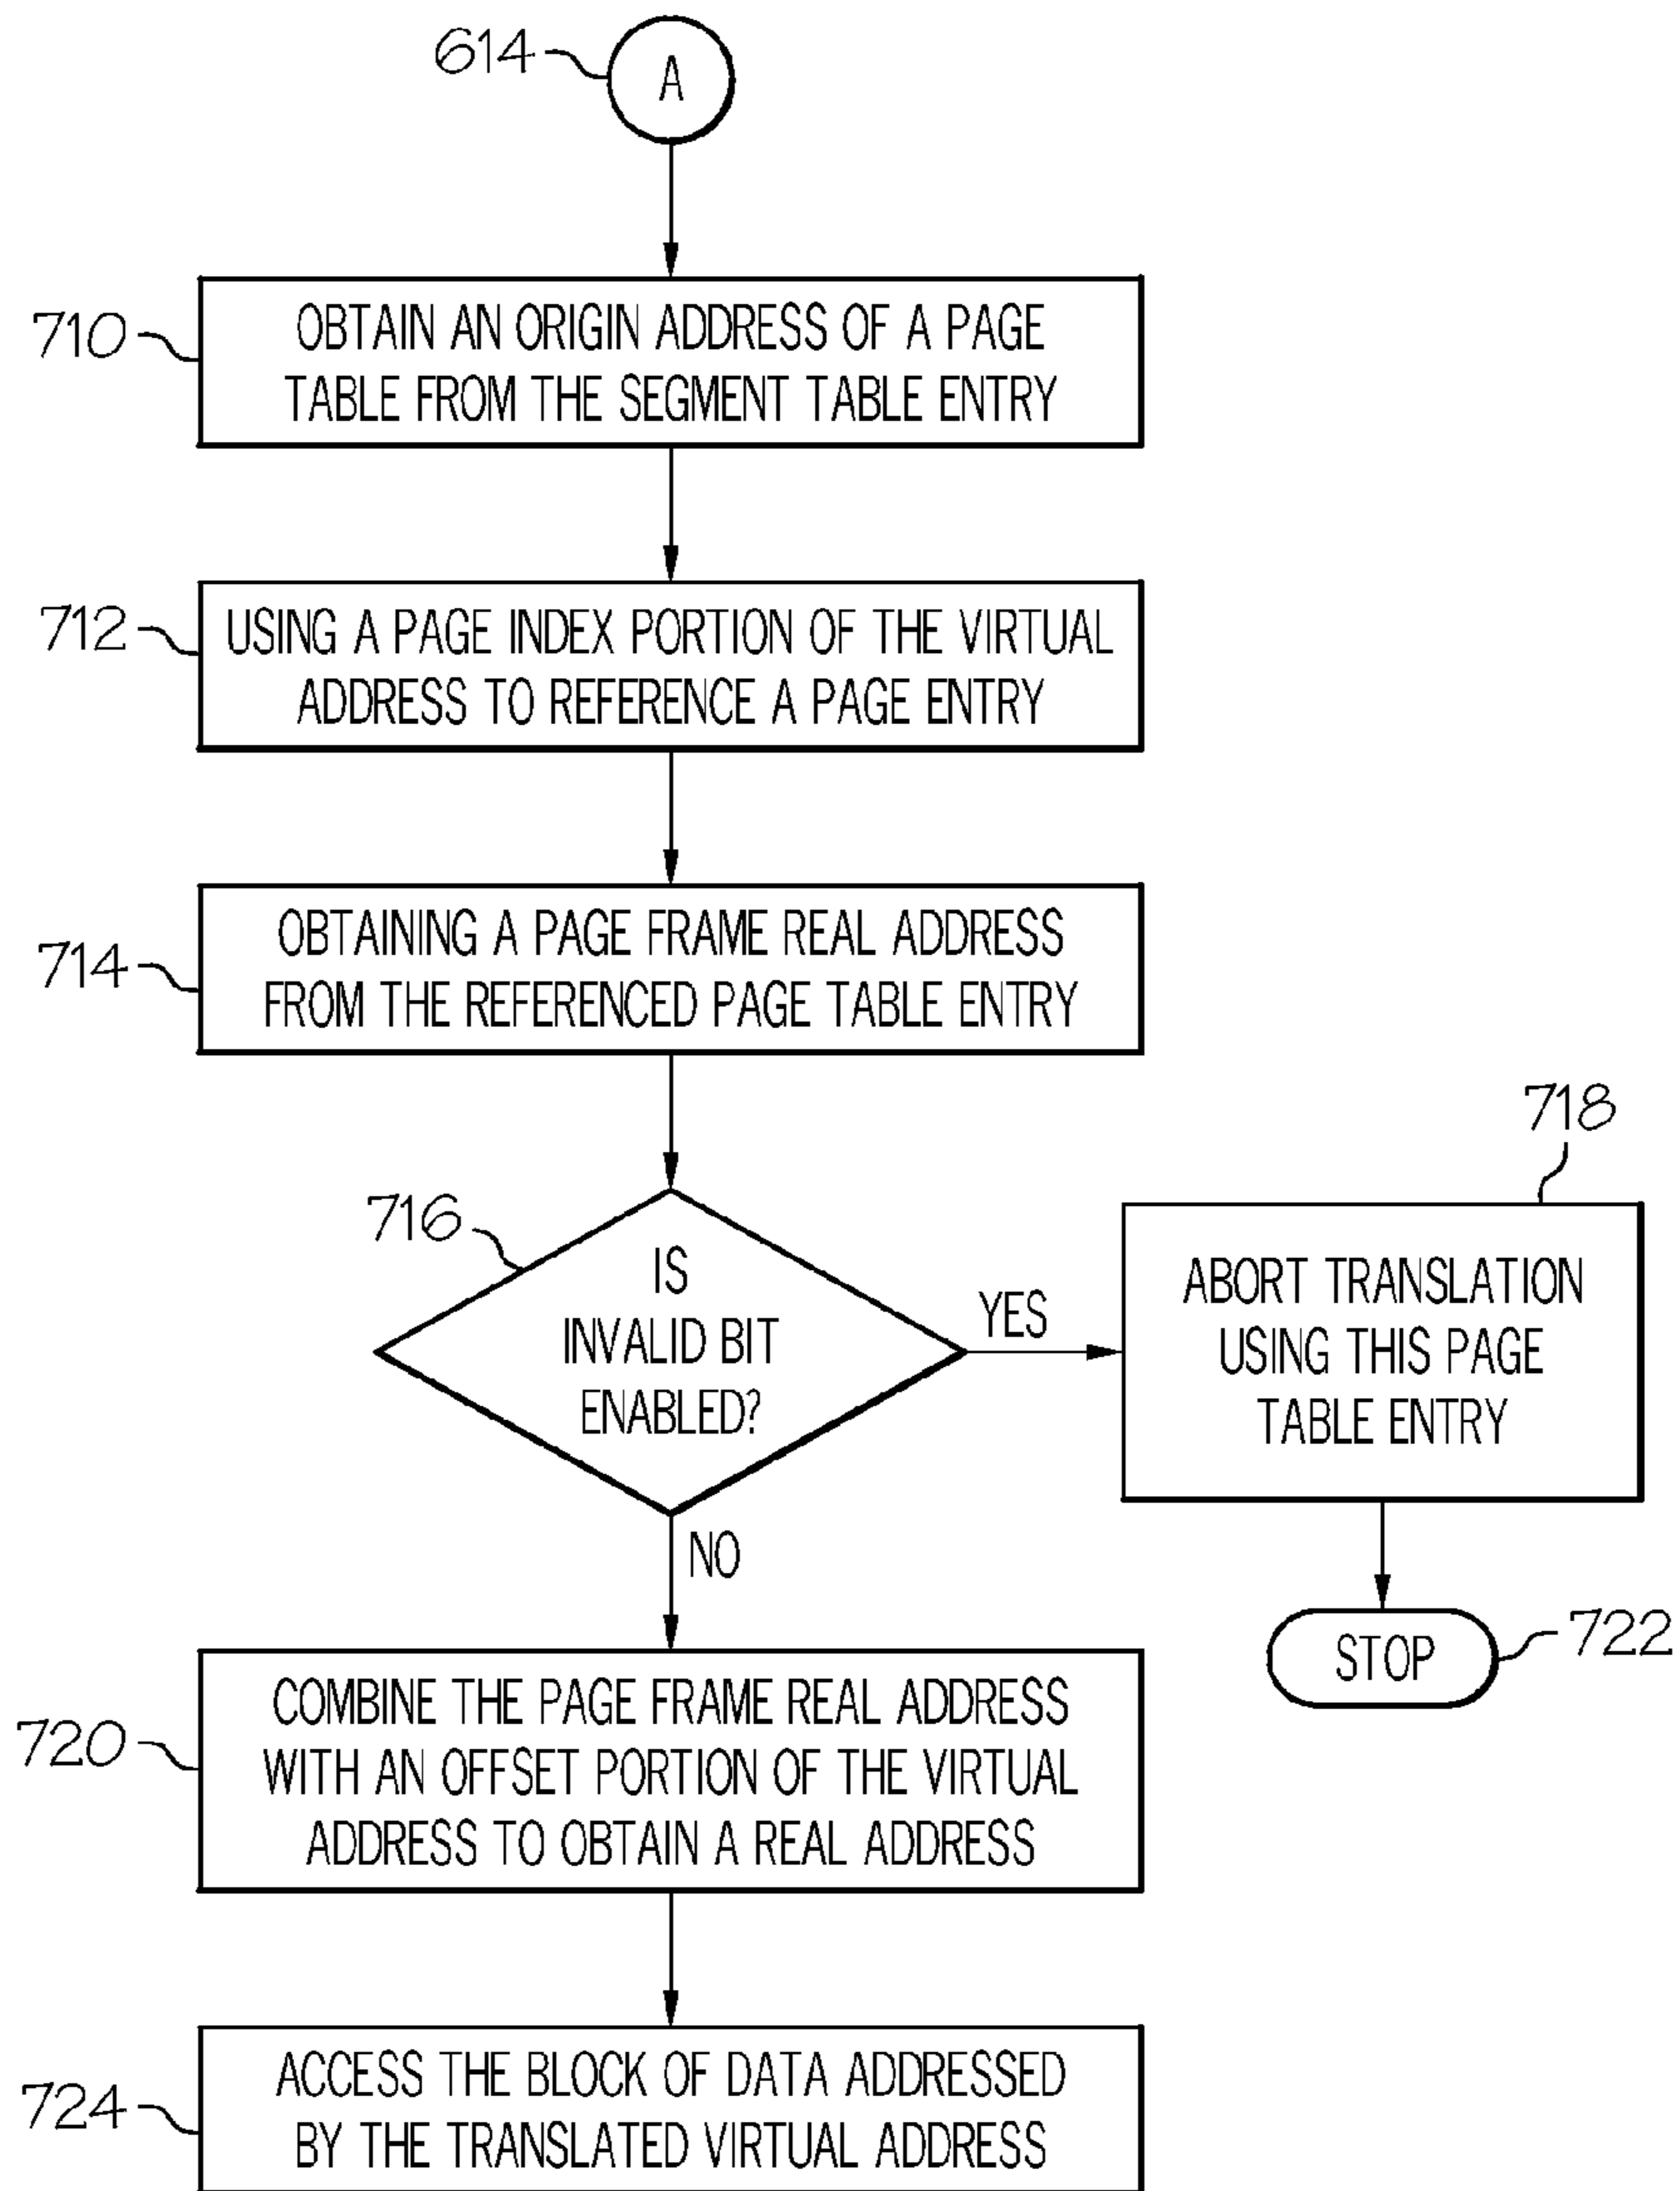 614
A
710
OBTAIN AN ORIGIN ADDRESS OF A PAGE
TABLE FROM THE SEGMENT TABLE ENTRY
712
USING A PAGE INDEX PORTION OF THE VIRTUAL
ADDRESS TO REFERENCE A PAGE ENTRY
714
OBTAINING A PAGE FRAME REAL ADDRESS
FROM THE REFERENCED PAGE TABLE ENTRY
716
IS
INVALID BIT
ENABLED?
YES
718
ABORT TRANSLATION
USING THIS PAGE
TABLE ENTRY
NO
STOP
722
720
COMBINE THE PAGE FRAME REAL ADDRESS
WITH AN OFFSET PORTION OF THE VIRTUAL
ADDRESS TO OBTAIN A REAL ADDRESS
724
ACCESS THE BLOCK OF DATA ADDRESSED
BY THE TRANSLATED VIRTUAL ADDRESS